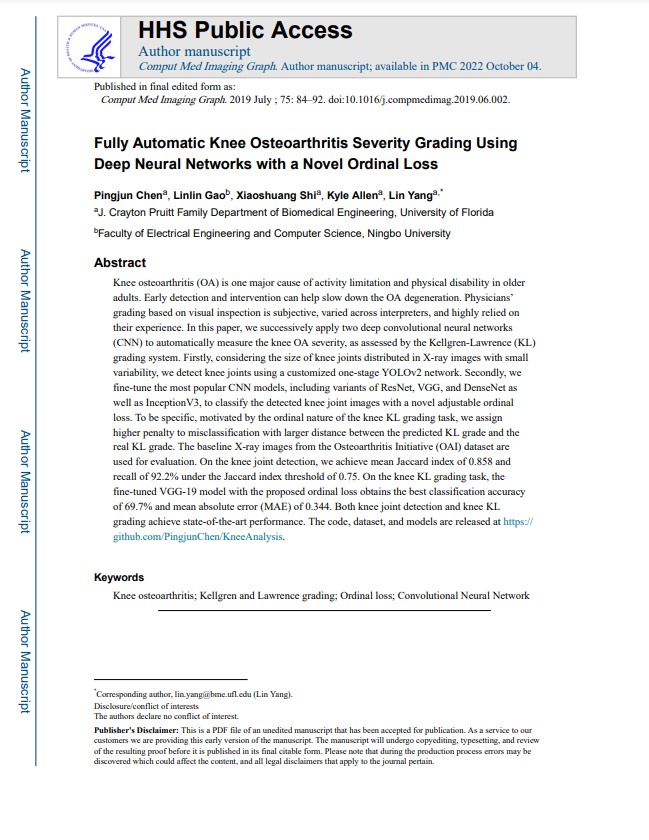 HHS Public Access
Author manuscript
Comput Med Imaging Graph. Author manuscript; available in PMC 2022 October 04.
Published in final edited form as:
Comput Med Imaging Graph. 2019 July ; 75: 84–92. doi:10.1016/j.compmedimag.2019.06.002.
Fully Automatic Knee Osteoarthritis Severity Grading Using
Deep Neural Networks with a Novel Ordinal Loss
Pingjun Chena, Linlin Gaob, Xiaoshuang Shia, Kyle Allena, Lin Yanga,*
aJ. Crayton Pruitt Family Department of Biomedical Engineering, University of Florida
bFaculty of Electrical Engineering and Computer Science, Ningbo University
Abstract
Knee osteoarthritis (OA) is one major cause of activity limitation and physical disability in older
adults. Early detection and intervention can help slow down the OA degeneration. Physicians'
grading based on visual inspection is subjective, varied across interpreters, and highly relied on
their experience. In this paper, we successively apply two deep convolutional neural networks
(CNN) to automatically measure the knee OA severity, as assessed by the Kellgren-Lawrence (KL)
grading system. Firstly, considering the size of knee joints distributed in X-ray images with small
variability, we detect knee joints using a customized one-stage YOLOv2 network. Secondly, we
fine-tune the most popular CNN models, including variants of ResNet, VGG, and DenseNet as
well as InceptionV3, to classify the detected knee joint images with a novel adjustable ordinal
loss. To be specific, motivated by the ordinal nature of the knee KL grading task, we assign
higher penalty to misclassification with larger distance between the predicted KL grade and the
real KL grade. The baseline X-ray images from the Osteoarthritis Initiative (OAI) dataset are
used for evaluation. On the knee joint detection, we achieve mean Jaccard index of 0.858 and
recall of 92.2% under the Jaccard index threshold of 0.75. On the knee KL grading task, the
fine-tuned VGG-19 model with the proposed ordinal loss obtains the best classification accuracy
of 69.7% and mean absolute error (MAE) of 0.344. Both knee joint detection and knee KL
grading achieve state-of-the-art performance. The code, dataset, and models are released at https://
github.com/PingjunChen/KneeAnalysis.
Keywords
Knee osteoarthritis; Kellgren and Lawrence grading; Ordinal loss; Convolutional Neural Network
*Corresponding author, lin.yang@bme.ufl.edu (Lin Yang).
Disclosure/conflict of interests
The authors declare no conflict of interest.
Publisher's Disclaimer: This is a PDF file of an unedited manuscript that has been accepted for publication. As a service to our
customers we are providing this early version of the manuscript. The manuscript will undergo copyediting, typesetting, and review
of the resulting proof before it is published in its final citable form. Please note that during the production process errors may be
discovered which could affect the content, and all legal disclaimers that apply to the journal pertain.
Author Manuscript
Author Manuscript
Author Manuscript
Author Manuscript